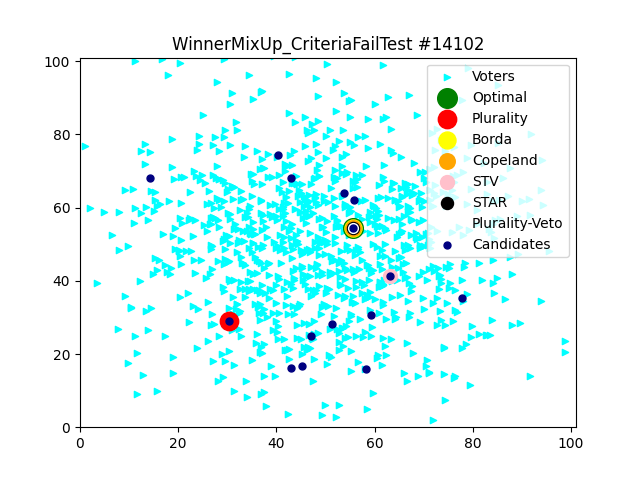 WinnerMixUp_CriteriaFailTest #14102
Voters
Optimal
Plurality
Borda
Copeland
STV
STAR
Plurality-Veto
Candidates
100
80
60
40
20
0
0 20 40 60 80 100